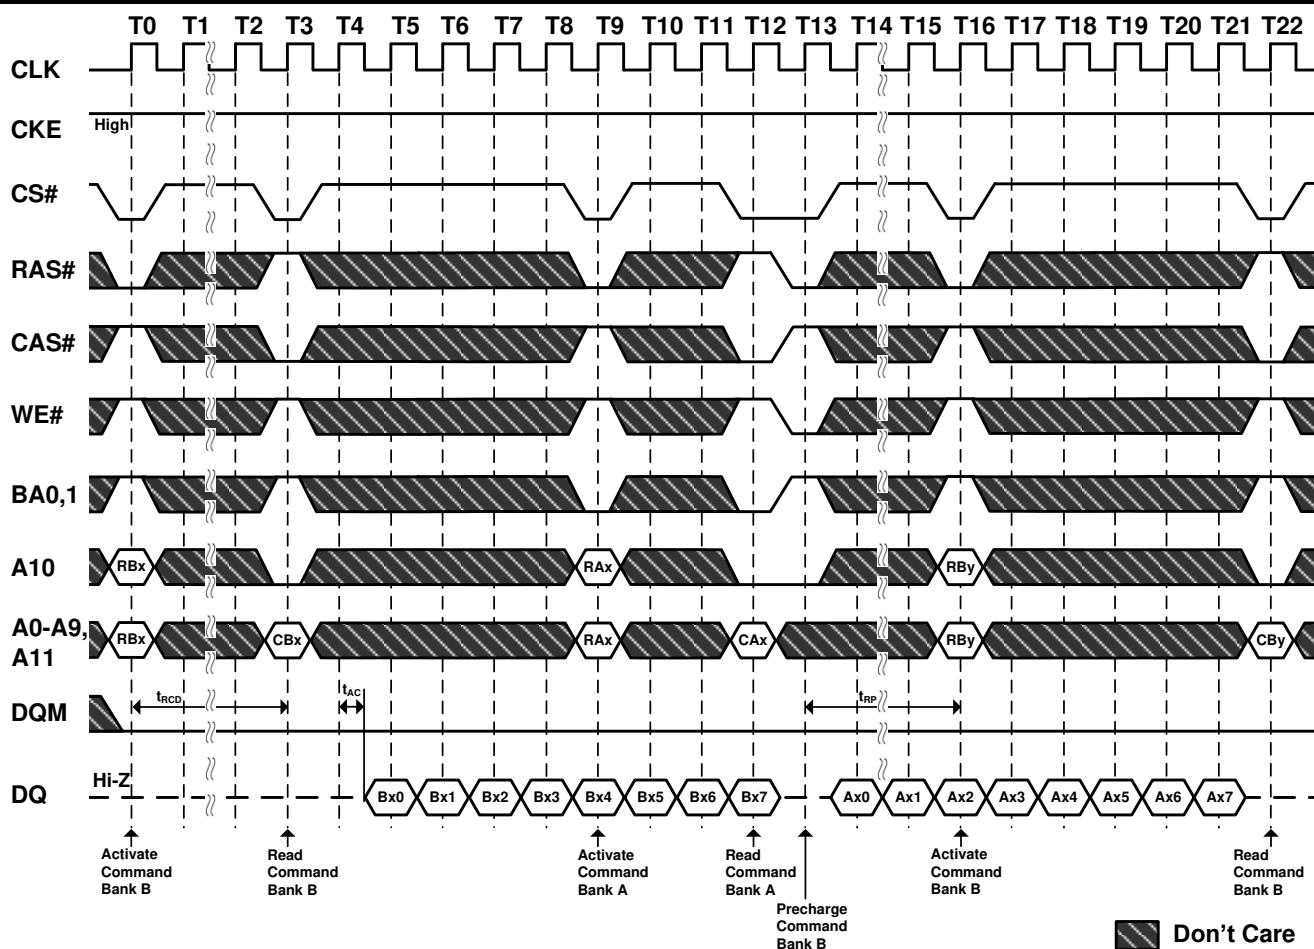 T0 T1 T2 T3 T4 T5 T6 T7 T8 T9 T10 T11 T12 T13 T14 T15 T16 T17 T18 T19 T20 T21 T22
CLK
CKE High
CS#
RAS#
CAS#
WE#
BA0,1
A10 RBx RAx RBy
A0-A9, A11 RBx CBx RAx CAx RBy CBy
DQM tRCD tAC tRP
DQ Hi-Z Bx0 Bx1 Bx2 Bx3 Bx4 Bx5 Bx6 Bx7 Ax0 Ax1 Ax2 Ax3 Ax4 Ax5 Ax6 Ax7
Activate
Command
Bank B
Read
Command
Bank B
Activate
Command
Bank A
Read
Command
Bank A
Precharge
Command
Bank B
Activate
Command
Bank B
Read
Command
Bank B
Don't Care